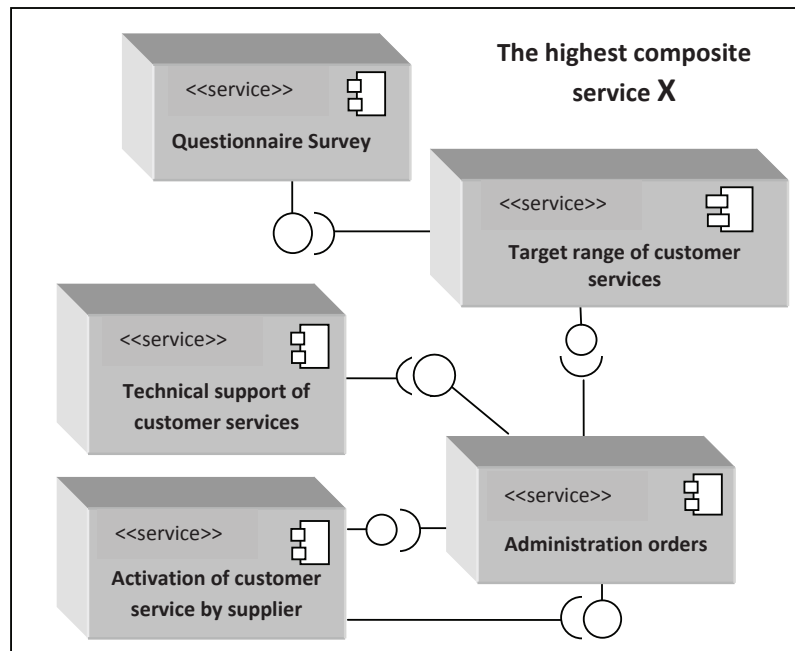 The highest composite
service X
<<service>>
Questionnaire Survey
<<service>>
Target range of customer
services
<<service>>
Technical support of
customer services
<<service>>
Administration orders
<<service>>
Activation of customer
service by supplier